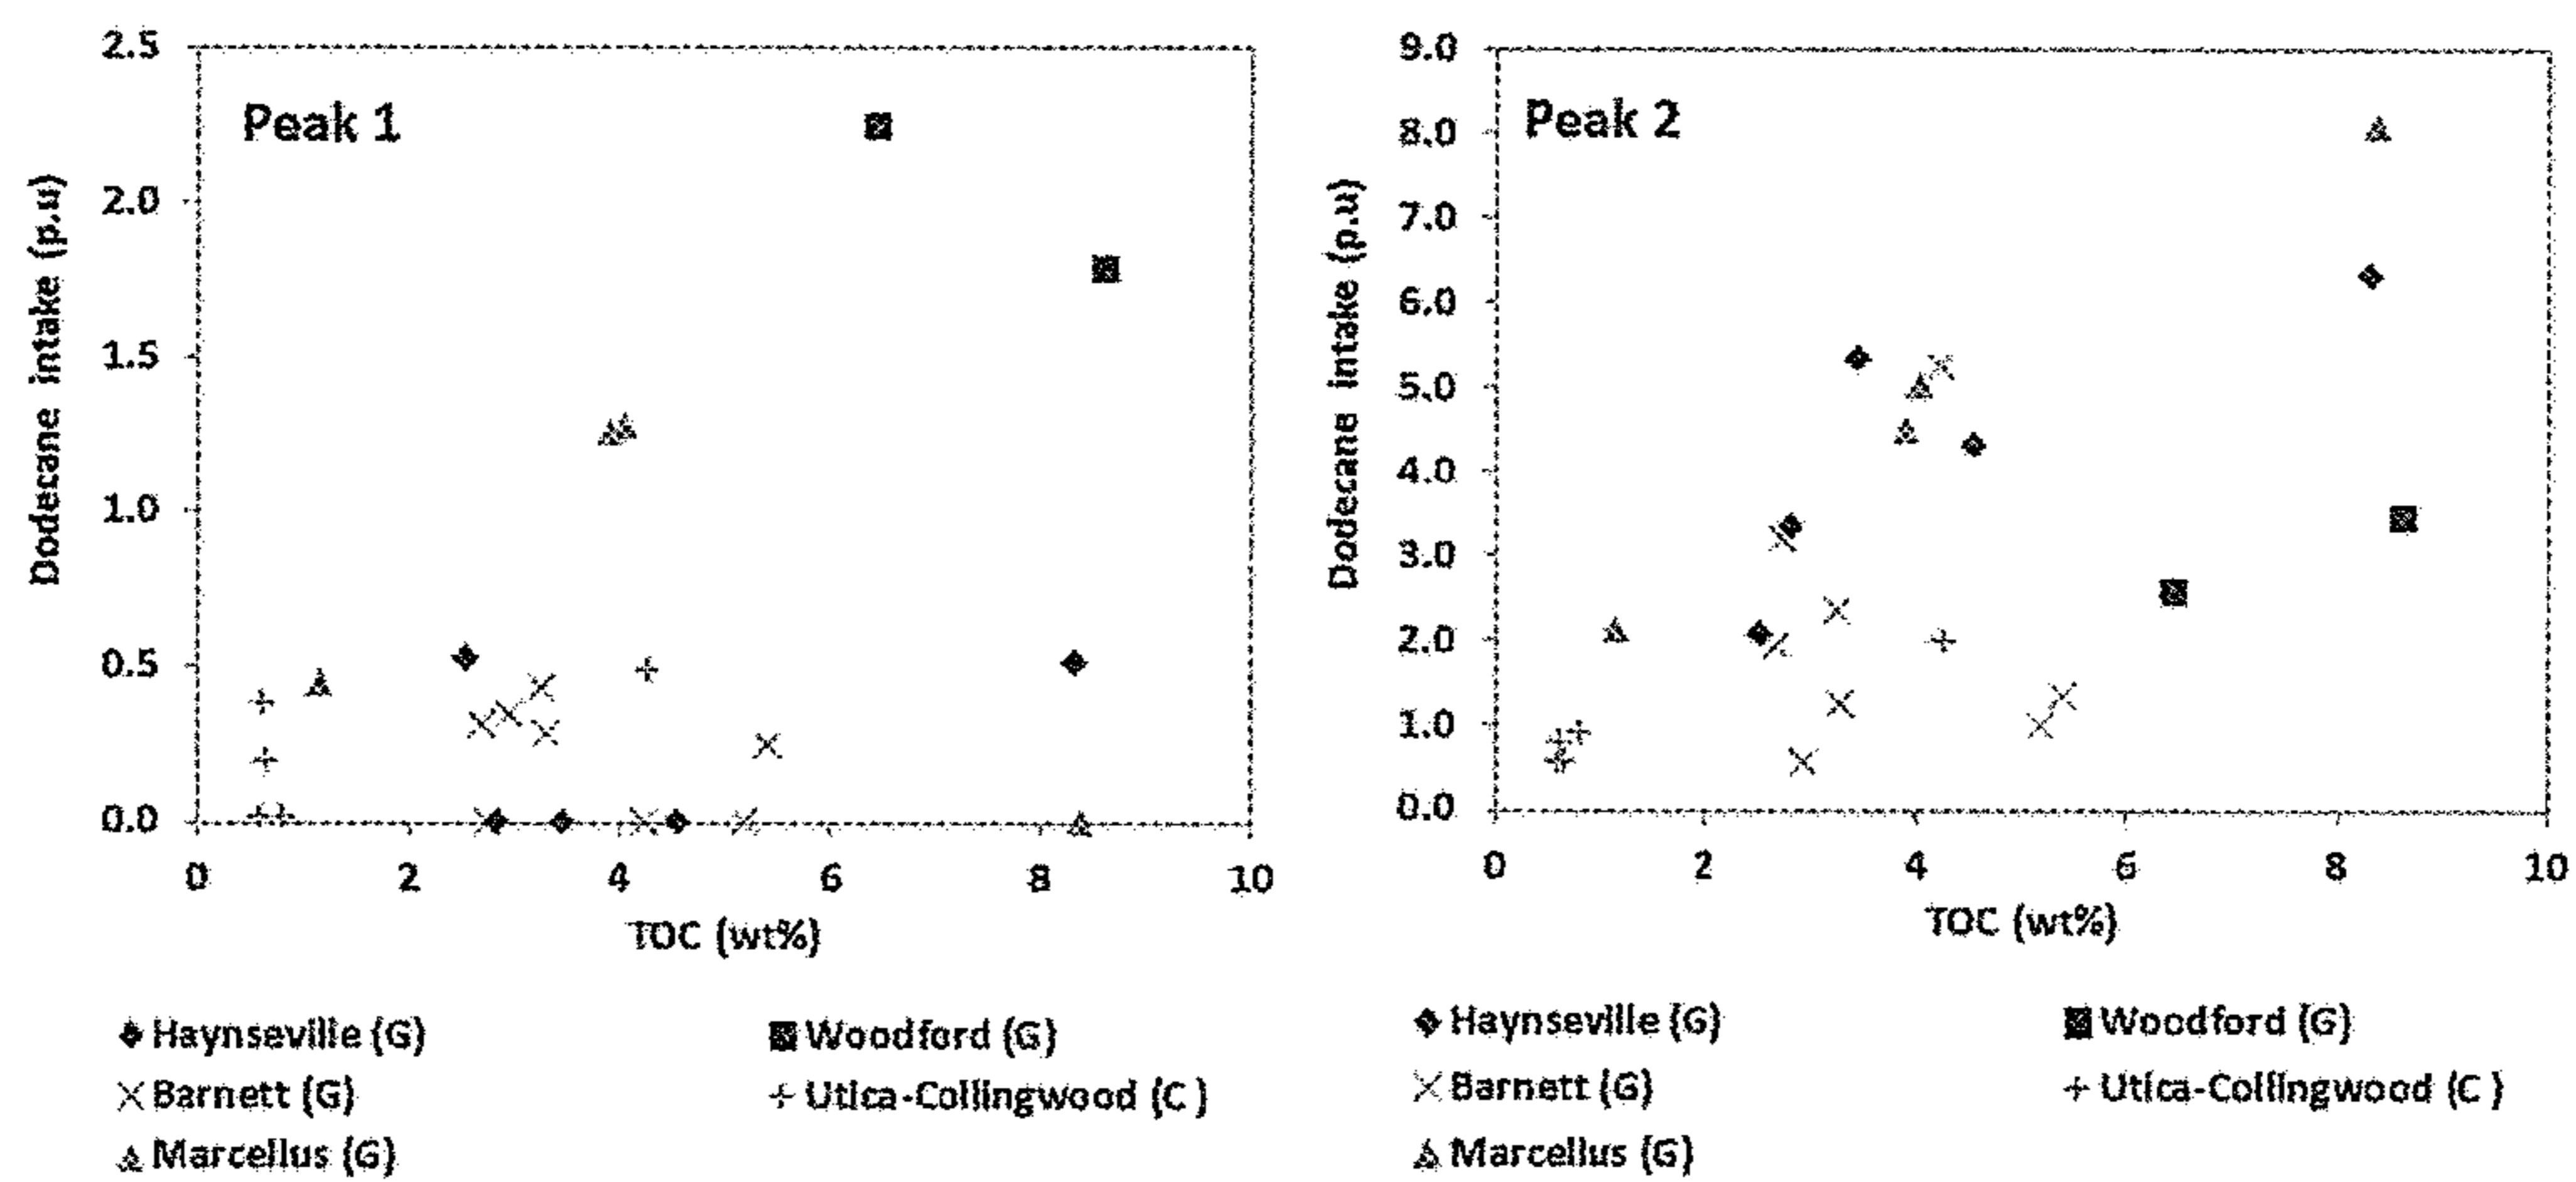 Peak 1
Dodecane intake (p.u)
2.5
2.0
1.5
1.0
0.5
0.0
0 2 4 6 8 10
TOC (wt%)
Haynseville (G)
Woodford (G)
Barnett (G)
Utica-Collingwood (C )
Marcellus (G)
Peak 2
Dodecane intake (p.u)
9.0
8.0
7.0
6.0
5.0
4.0
3.0
2.0
1.0
0.0
0 2 4 6 8 10
TOC (wt%)
Haynseville (G)
Woodford (G)
Barnett (G)
Utica-Collingwood (C )
Marcellus (G)